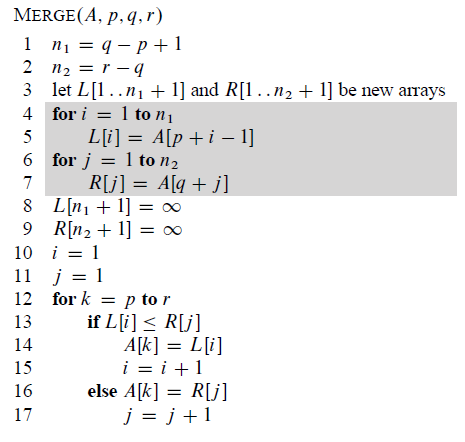 MERGE(A, p, q, r)
1 n₁ = q − p + 1
2 n₂ = r − q
3 let L[1 . . n₁ + 1] and R[1 . . n₂ + 1] be new arrays
4 for i = 1 to n₁
5 L[i] = A[p + i − 1]
6 for j = 1 to n₂
7 R[j] = A[q + j]
8 L[n₁ + 1] = ∞
9 R[n₂ + 1] = ∞
10 i = 1
11 j = 1
12 for k = p to r
13 if L[i] ≤ R[j]
14 A[k] = L[i]
15 i = i + 1
16 else A[k] = R[j]
17 j = j + 1